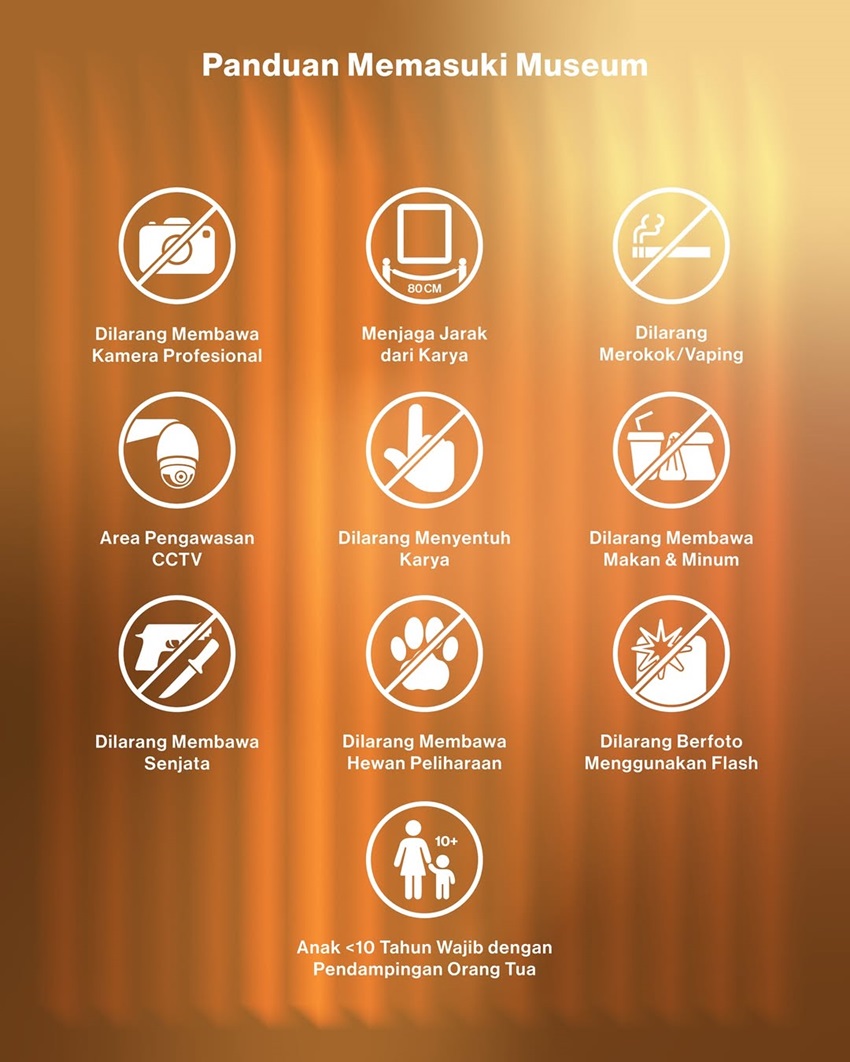 Panduan Memasuki Museum
Dilarang Membawa
Kamera Profesional
80 CM
Menjaga Jarak
dari Karya
Dilarang
Merokok/Vaping
Area Pengawasan
CCTV
Dilarang Menyentuh
Karya
Dilarang Membawa
Makan & Minum
Dilarang Membawa
Senjata
Dilarang Membawa
Hewan Peliharaan
Dilarang Berfoto
Menggunakan Flash
10+
Anak <10 Tahun Wajib dengan
Pendampingan Orang Tua